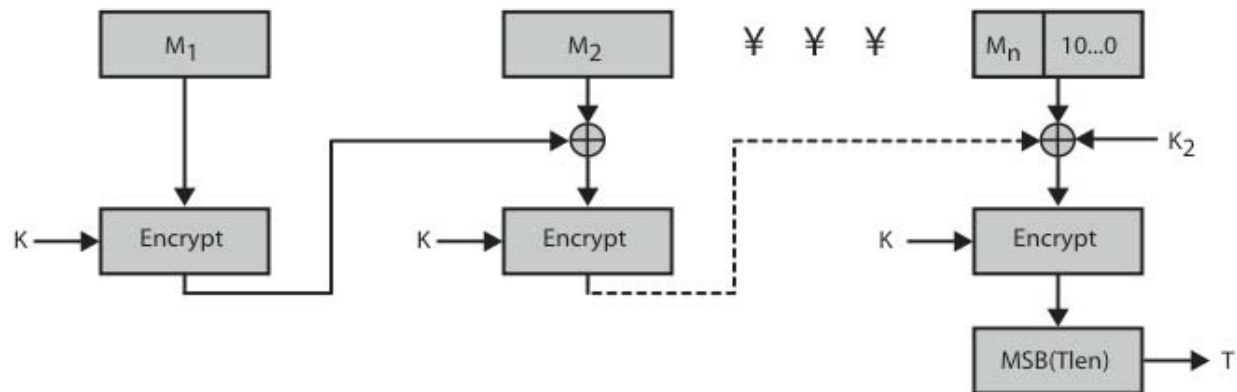 M1 M2 ¥ ¥ ¥ Mn 10...0
K2
K Encrypt K Encrypt K Encrypt
MSB(Tlen) T